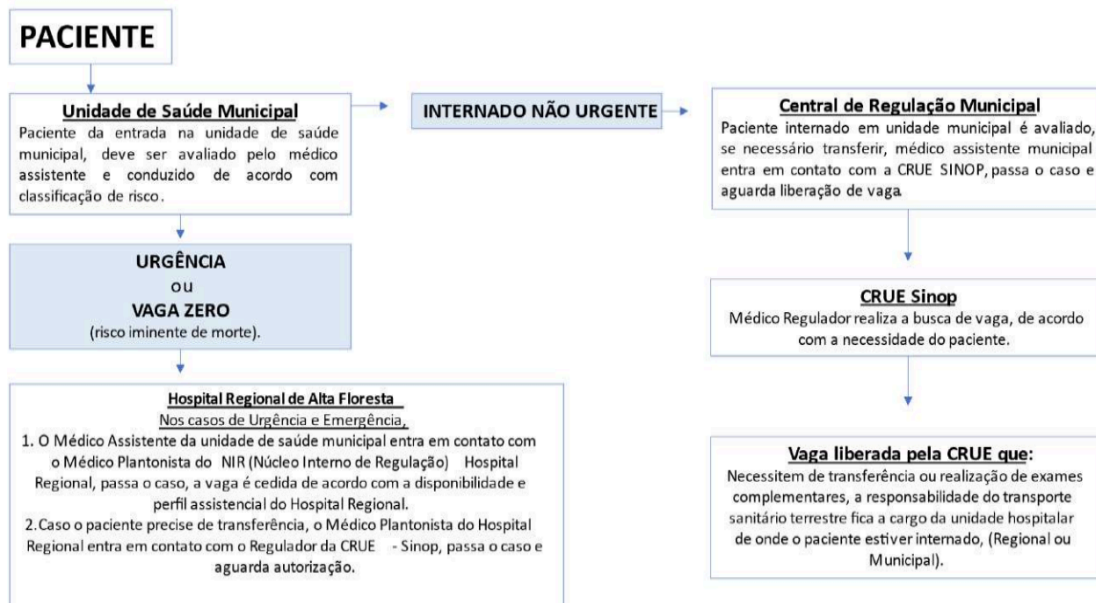 PACIENTE
Unidade de Saúde Municipal
Paciente da entrada na unidade de saúde
municipal, deve ser avaliado pelo médico
assistente e conduzido de acordo com
classificação de risco.
INTERNADO NÃO URGENTE
Central de Regulação Municipal
Paciente internado em unidade municipal é avaliado,
se necessário transferir, médico assistente municipal
entra em contato com a CRUE SINOP, passa o caso e
aguarda liberação de vaga.
URGÊNCIA
ou
VAGA ZERO
(risco iminente de morte).
CRUE Sinop
Médico Regulador realiza a busca de vaga, de acordo
com a necessidade do paciente.
Hospital Regional de Alta Floresta
Nos casos de Urgência e Emergência,
1. O Médico Assistente da unidade de saúde municipal entra em contato com
o Médico Plantonista do NIR (Núcleo Interno de Regulação) Hospital
Regional, passa o caso, a vaga é cedida de acordo com a disponibilidade e
perfil assistencial do Hospital Regional.
2.Caso o paciente precise de transferência, o Médico Plantonista do Hospital
Regional entra em contato com o Regulador da CRUE - Sinop, passa o caso e
aguarda autorização.
Vaga liberada pela CRUE que:
Necessitem de transferência ou realização de exames
complementares, a responsabilidade do transporte
sanitário terrestre fica a cargo da unidade hospitalar
de onde o paciente estiver internado, (Regional ou
Municipal).